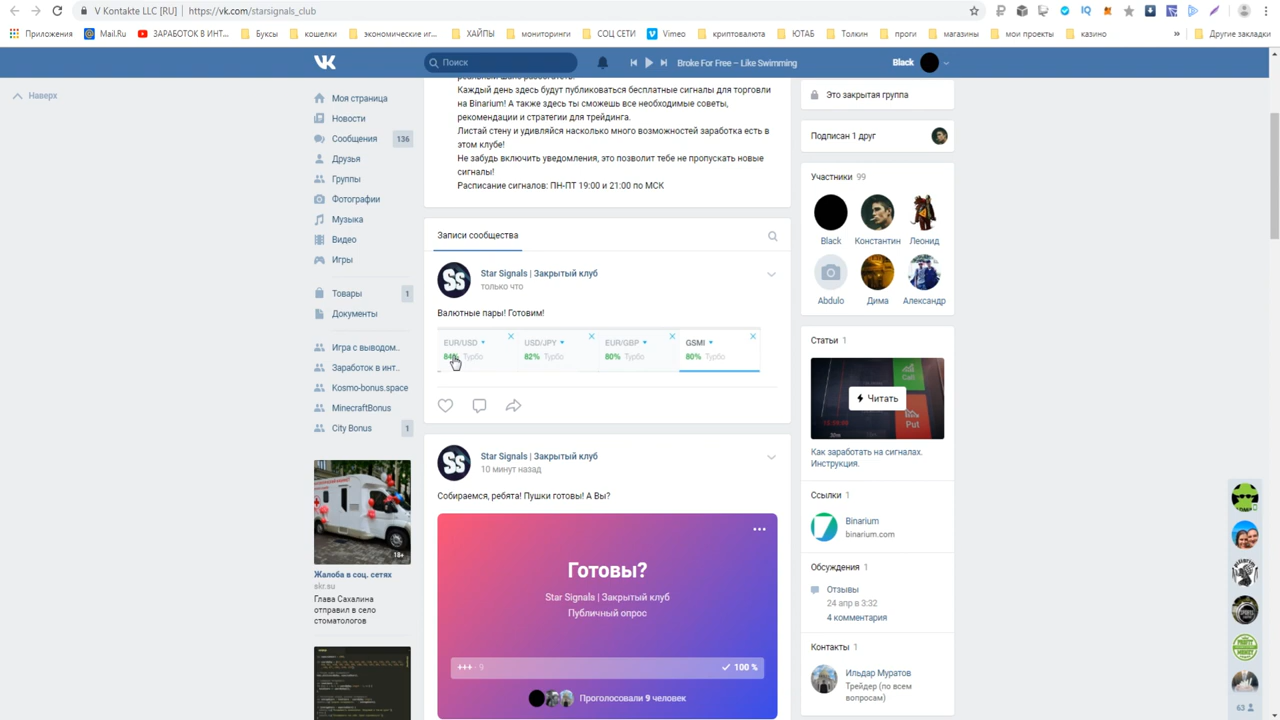 V Kontakte LLC [RU] | https://vk.com/starsignals_club
Приложения
Mail.Ru
ЗАРАБОТОК В ИНТ...
Буксы
кошельки
экономические иг...
ХАЙПЫ
мониторинги
СОЦ СЕТИ
Vimeo
криптовалюта
ЮТАБ
Толкин
проги
магазины
мои проекты
казино
»
Другие закладки
Поиск
Broke For Free – Like Swimming
Black
Наверх
Моя страница
Новости
Сообщения 136
Друзья
Группы
Фотографии
Музыка
Видео
Игры
Товары 1
Документы
Игра с выводом..
Заработок в инт..
Kosmo-bonus.space
MinecraftBonus
City Bonus 1
18+
Жалоба в соц. сетях
skr.su
Глава Сахалина
отправил в село
стоматологов
Каждый день здесь будут публиковаться бесплатные сигналы для торговли
на Binarium! А также здесь ты сможешь все необходимые советы,
рекомендации и стратегии для трейдинга.
Листай стену и удивляйся насколько много возможностей заработка есть в
этом клубе!
Не забудь включить уведомления, это позволит тебе не пропускать новые
сигналы!
Расписание сигналов: ПН-ПТ 19:00 и 21:00 по МСК
Записи сообщества
Ss
Star Signals | Закрытый клуб
только что
Валютные пары! Готовим!
EUR/USD USD/JPY EUR/GBP GSMI
84% Турбо 82% Турбо 80% Турбо 80% Турбо
Ss
Star Signals | Закрытый клуб
10 минут назад
Собираемся, ребята! Пушки готовы! А Вы?
Готовы?
Star Signals | Закрытый клуб
Публичный опрос
+++ 9 100 %
Проголосовали 9 человек
Это закрытая группа
Подписан 1 друг
Участники 99
Black Константин Леонид
Abdulo Дима Александр
Статьи 1
Call
Put
30m
Читать
Как заработать на сигналах.
Инструкция.
Ссылки 1
Binarium
binarium.com
Обсуждения 1
Отзывы
24 апр в 3:32
4 комментария
Контакты 1
Ильдар Муратов
Трейдер (по всем
вопросам)
63